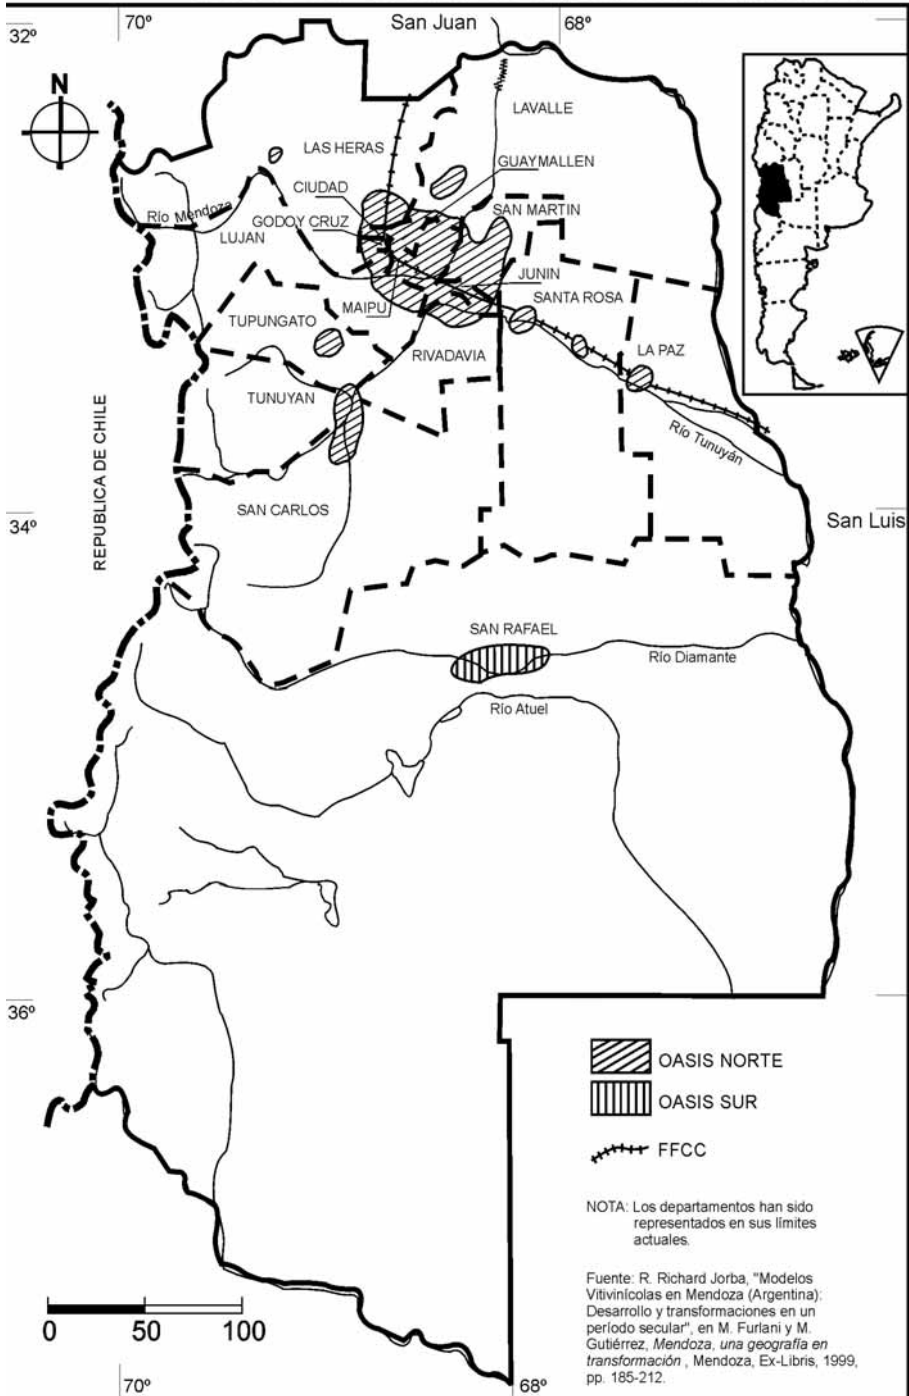 San Juan
70º
68º
32º
N
LAVALLE
LAS HERAS
GUAYMALLEN
CIUDAD
SAN MARTIN
Río Mendoza
GODOY CRUZ
LUJAN
JUNIN
MAIPU
SANTA ROSA
TUPUNGATO
RIVADAVIA
LA PAZ
TUNUYAN
Río Tunuyán
REPUBLICA DE CHILE
SAN CARLOS
34º
San Luis
SAN RAFAEL
Río Diamante
Río Atuel
36º
OASIS NORTE
OASIS SUR
FFCC
NOTA: Los departamentos han sido
representados en sus límites
actuales.
Fuente: R. Richard Jorba, "Modelos
Vitivinícolas en Mendoza (Argentina):
Desarrollo y transformaciones en un
período secular", en M. Furlani y M.
Gutiérrez, Mendoza, una geografía en
transformación , Mendoza, Ex-Libris, 1999,
pp. 185-212.
0 50 100
70º
68º